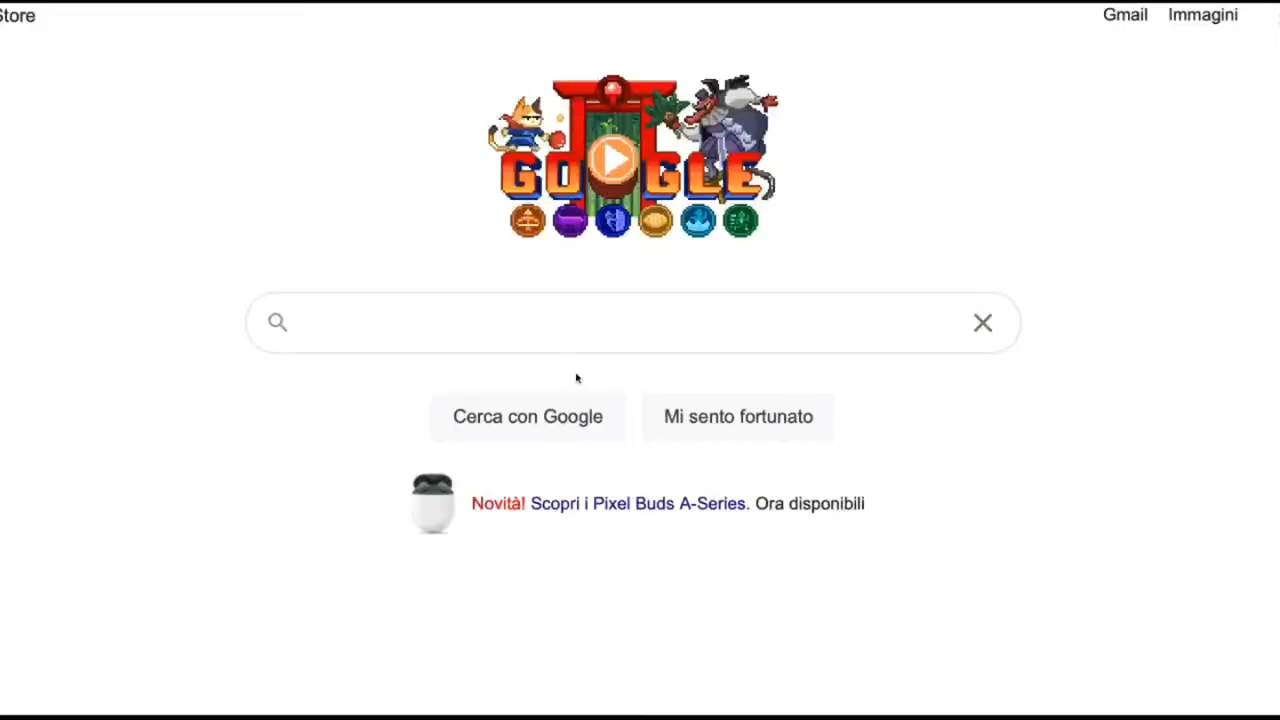 Store
Gmail Immagini
GOOGLE
Cerca con Google
Mi sento fortunato
Novità! Scopri i Pixel Buds A-Series. Ora disponibili